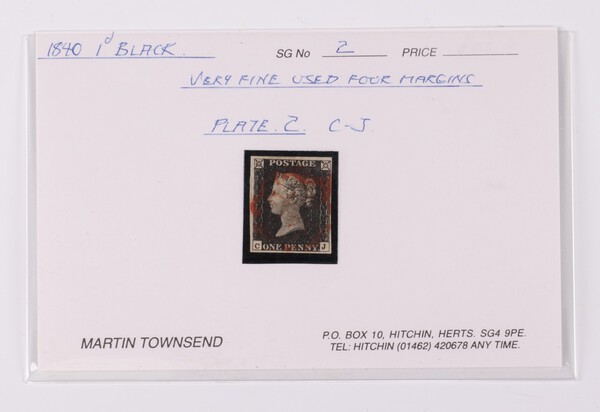 1840 1d BLACK. SG No 2 PRICE
VERY FINE USED FOUR MARGINS
PLATE. 2. C-J
POSTAGE
C ONE PENNY J
MARTIN TOWNSEND
P.O. BOX 10, HITCHIN, HERTS. SG4 9PE.
TEL: HITCHIN (01462) 420678 ANY TIME.